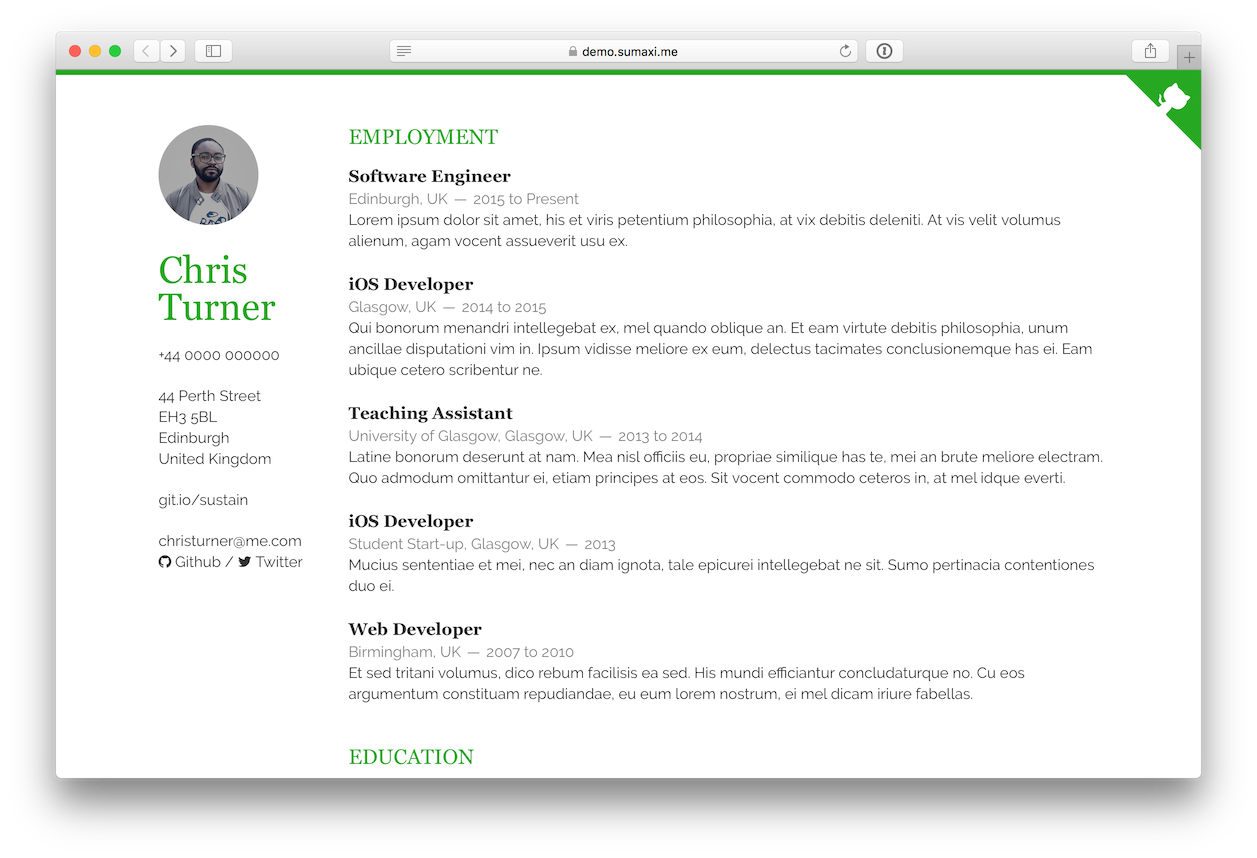 demo.sumaxi.me
Chris
Turner
+44 0000 000000
44 Perth Street
EH3 5BL
Edinburgh
United Kingdom
git.io/sustain
christurner@me.com
Github / Twitter
EMPLOYMENT
Software Engineer
Edinburgh, UK — 2015 to Present
Lorem ipsum dolor sit amet, his et viris petentium philosophia, at vix debitis deleniti. At vis velit volumus
alienum, agam vocent assueverit usu ex.
iOS Developer
Glasgow, UK — 2014 to 2015
Qui bonorum menandri intellegebat ex, mel quando oblique an. Et eam virtute debitis philosophia, unum
ancillae disputationi vim in. Ipsum vidisse meliore ex eum, delectus tacimates conclusionemque has ei. Eam
ubique cetero scribentur ne.
Teaching Assistant
University of Glasgow, Glasgow, UK — 2013 to 2014
Latine bonorum deserunt at nam. Mea nisl officiis eu, propriae similique has te, mei an brute meliore electram.
Quo admodum omittantur ei, etiam principes at eos. Sit vocent commodo ceteros in, at mel idque everti.
iOS Developer
Student Start-up, Glasgow, UK — 2013
Mucius sententiae et mei, nec an diam ignota, tale epicurei intellegebat ne sit. Sumo pertinacia contentiones
duo ei.
Web Developer
Birmingham, UK — 2007 to 2010
Et sed tritani volumus, dico rebum facilisis ea sed. His mundi efficiantur concludaturque no. Cu eos
argumentum constituam repudiandae, eu eum lorem nostrum, ei mel dicam iriure fabellas.
EDUCATION